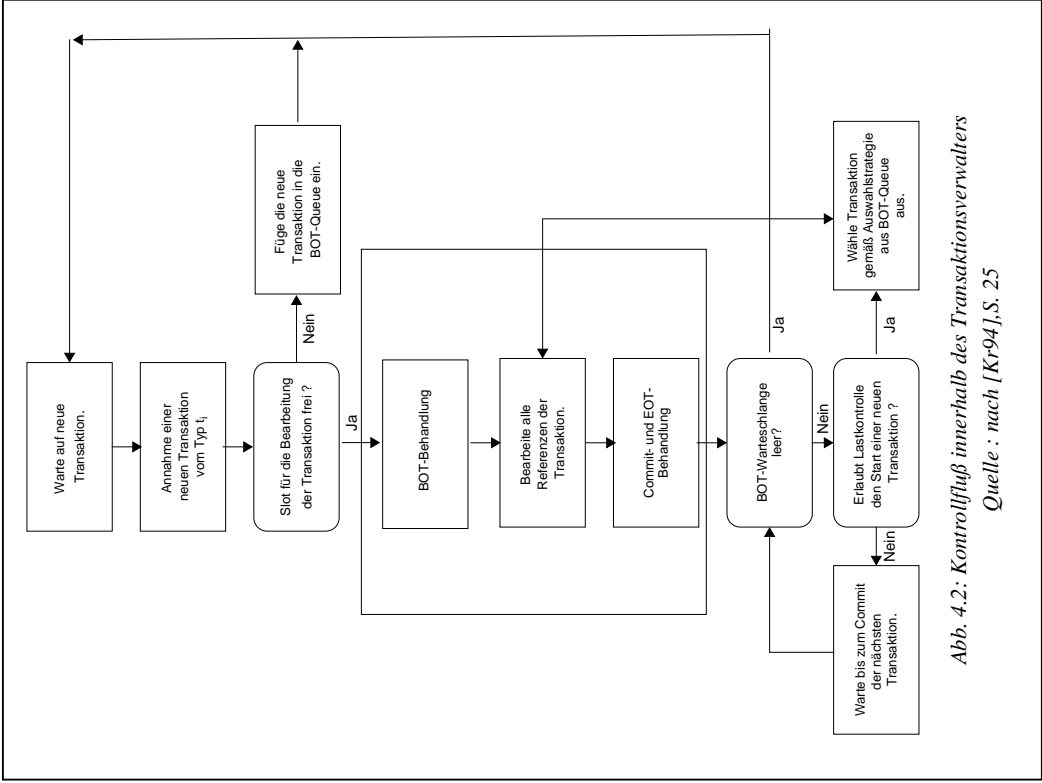 Warte auf neue
Transaktion.
Annahme einer
neuen Transaktion
vom Typ ti
Slot für die Bearbeitung
der Transaktion frei ?
Nein
Füge die neue
Transaktion in die
BOT-Queue ein.
Ja
BOT-Behandlung
Bearbeite alle
Referenzen der
Transaktion.
Commit- und EOT-
Behandlung
BOT-Warteschlange
leer?
Ja
Nein
Erlaubt Lastkontrolle
den Start einer neuen
Transaktion ?
Ja
Wähle Transaktion
gemäß Auswahlstrategie
aus BOT-Queue
aus.
Nein
Warte bis zum Commit
der nächsten
Transaktion.
Abb. 4.2: Kontrollfluß innerhalb des Transaktionsverwalters
Quelle : nach [Kr94],S. 25